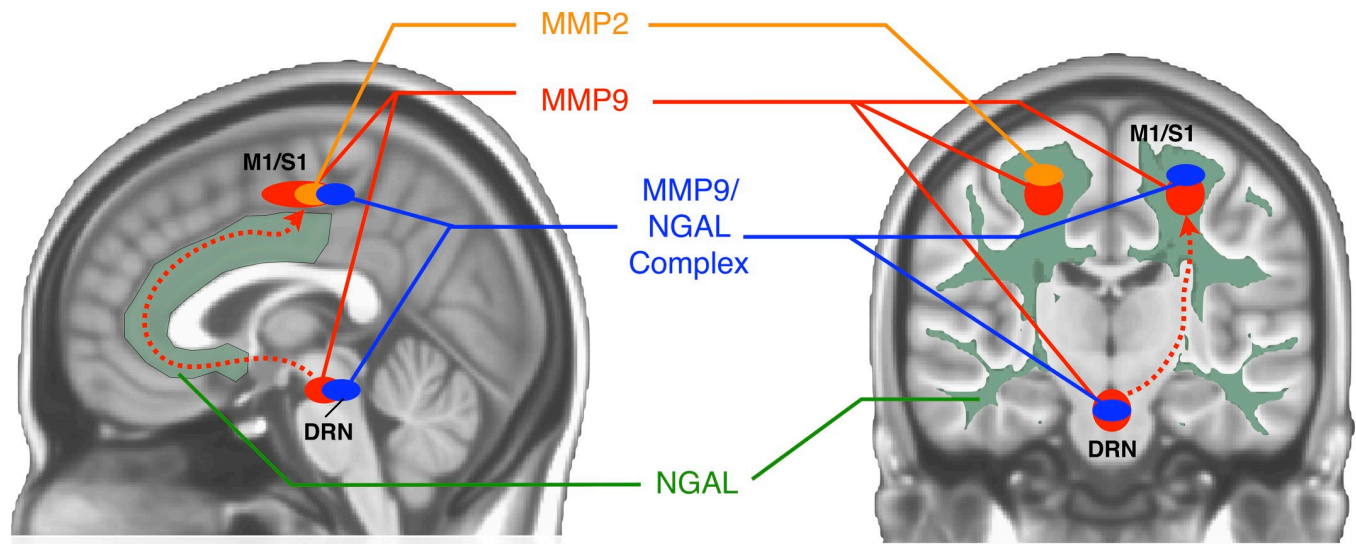 MMP2
MMP9
M1/S1
M1/S1
MMP9/
NGAL
Complex
DRN
DRN
NGAL